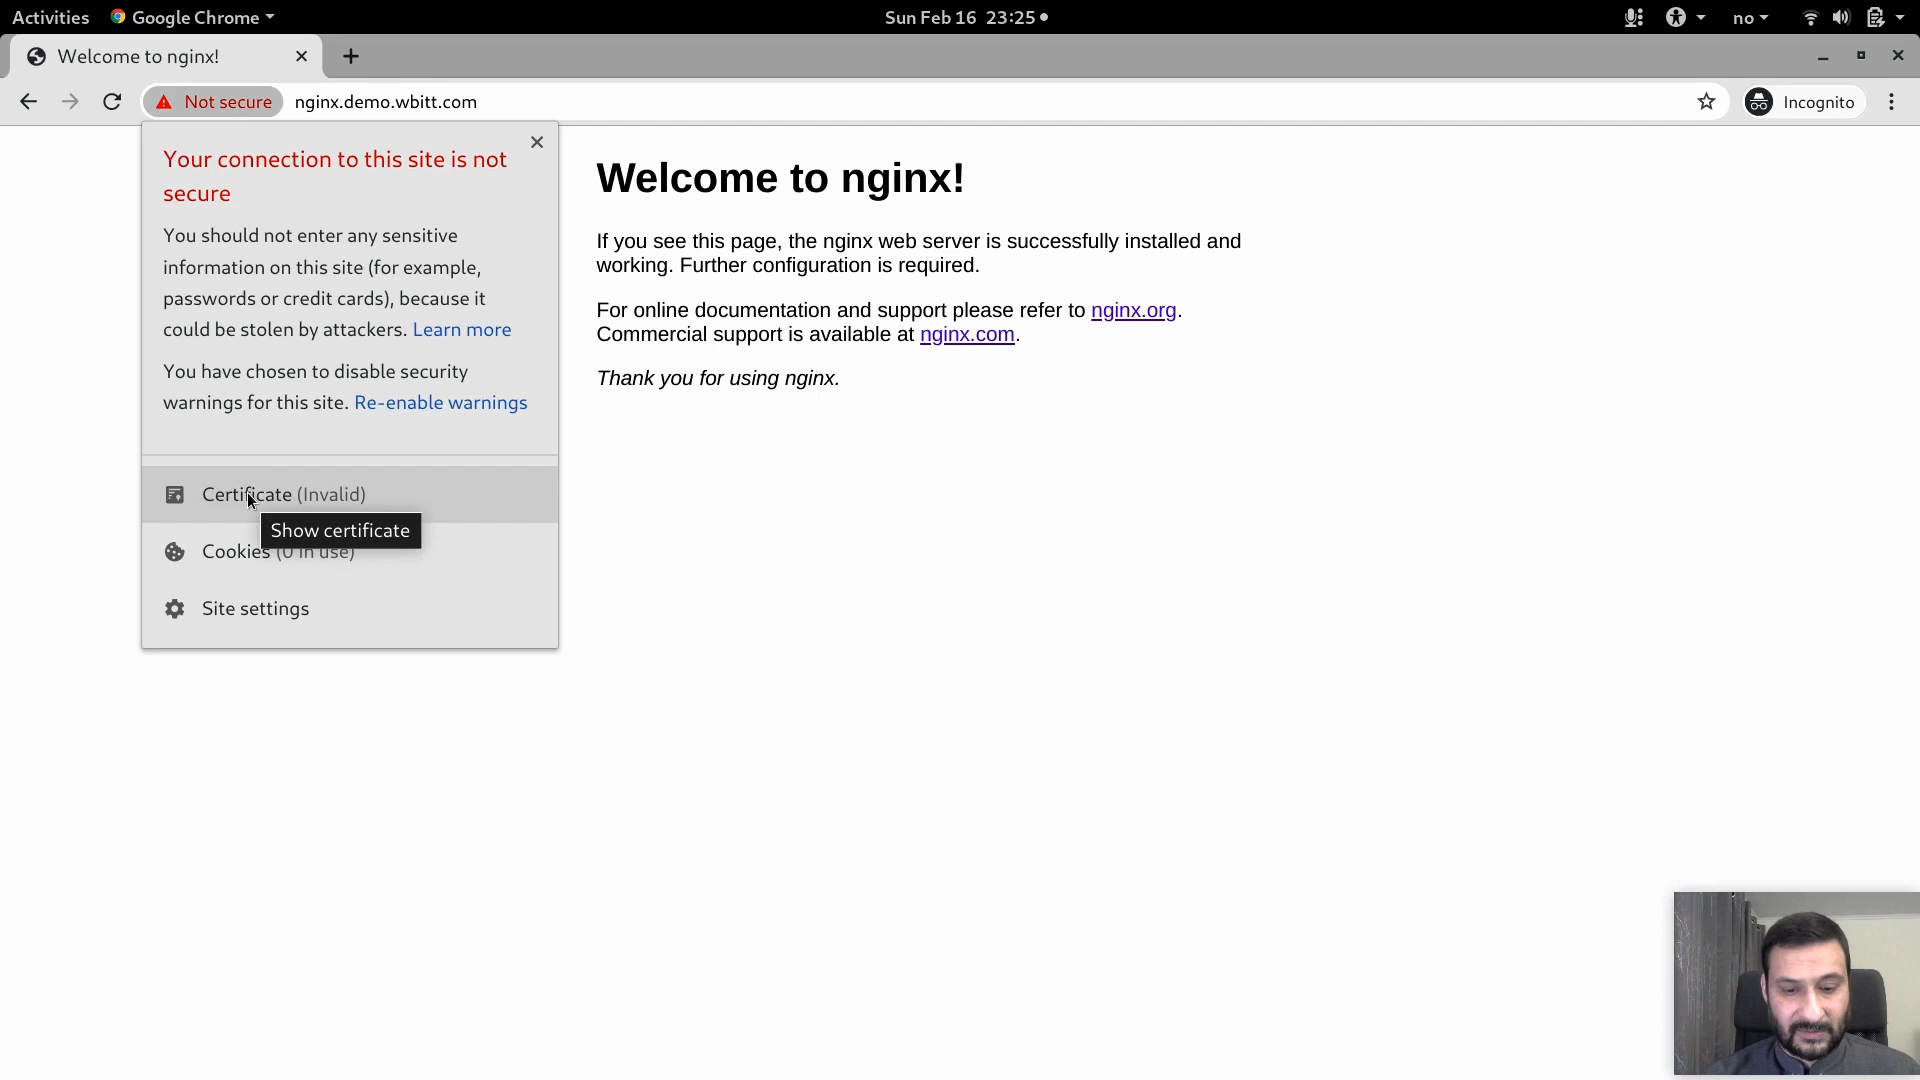 Activities
Google Chrome
Sun Feb 16 23:25
no
Welcome to nginx!
Not secure
nginx.demo.wbitt.com
Incognito
Your connection to this site is not
secure
You should not enter any sensitive
information on this site (for example,
passwords or credit cards), because it
could be stolen by attackers. Learn more
You have chosen to disable security
warnings for this site. Re-enable warnings
Certificate (Invalid)
Show certificate
Cookies (0 in use)
Site settings
Welcome to nginx!
If you see this page, the nginx web server is successfully installed and
working. Further configuration is required.
For online documentation and support please refer to nginx.org.
Commercial support is available at nginx.com.
Thank you for using nginx.